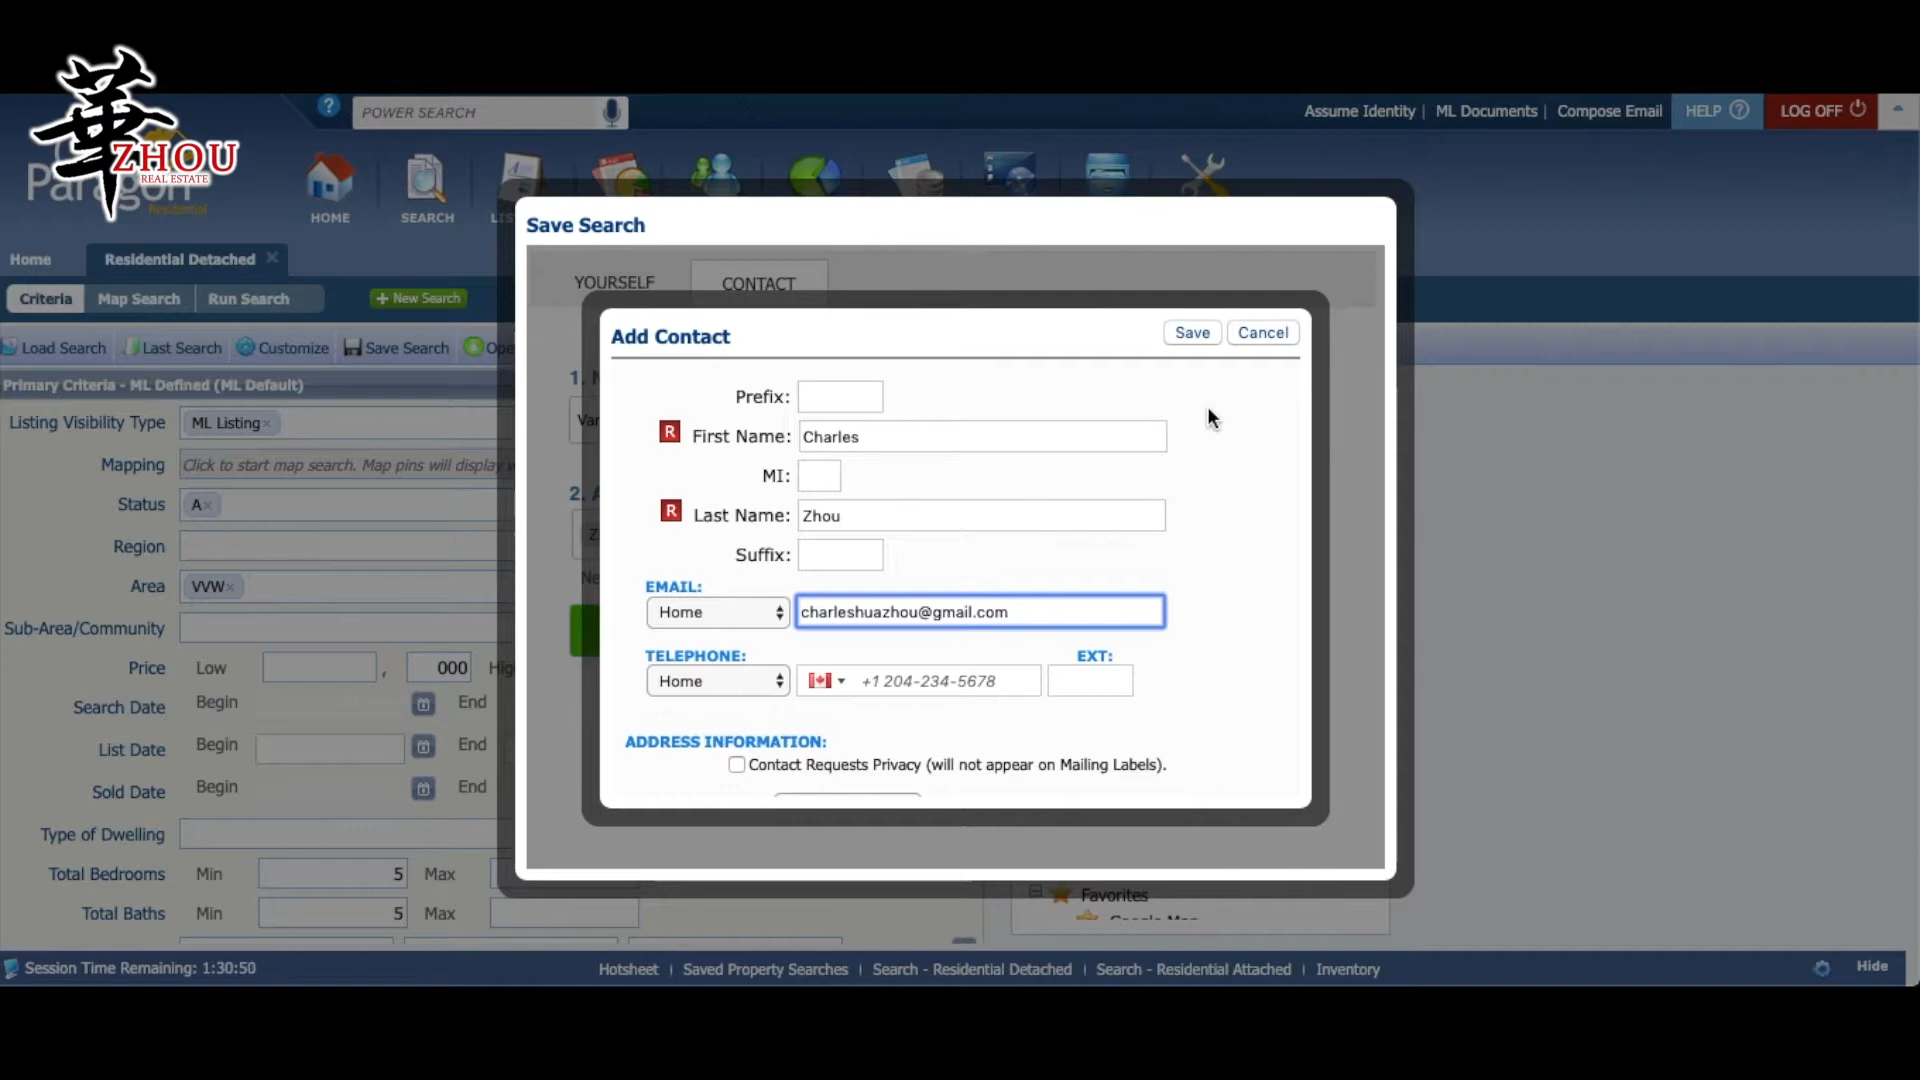 華
ZHOU
REAL ESTATE
Paragon
Residential
POWER SEARCH
Assume Identity | ML Documents | Compose Email
HELP
LOG OFF
HOME
SEARCH
Home
Residential Detached
Criteria
Map Search
Run Search
+ New Search
Load Search
Last Search
Customize
Save Search
Primary Criteria - ML Defined (ML Default)
Listing Visibility Type
ML Listing×
Mapping
Click to start map search. Map pins will display
Status
A×
Region
Area
VVW×
Sub-Area/Community
Price
Low
,
000
Search Date
Begin
End
List Date
Begin
End
Sold Date
Begin
End
Type of Dwelling
Total Bedrooms
Min
5
Max
Total Baths
Min
5
Max
Save Search
YOURSELF
CONTACT
1.
2.
Add Contact
Save
Cancel
Prefix:
R First Name:
Charles
MI:
R Last Name:
Zhou
Suffix:
EMAIL:
Home
charleshuazhou@gmail.com
TELEPHONE:
EXT:
Home
+1 204-234-5678
ADDRESS INFORMATION:
Contact Requests Privacy (will not appear on Mailing Labels).
Favorites
Google Map
Session Time Remaining: 1:30:50
Hotsheet | Saved Property Searches | Search - Residential Detached | Search - Residential Attached | Inventory
Hide